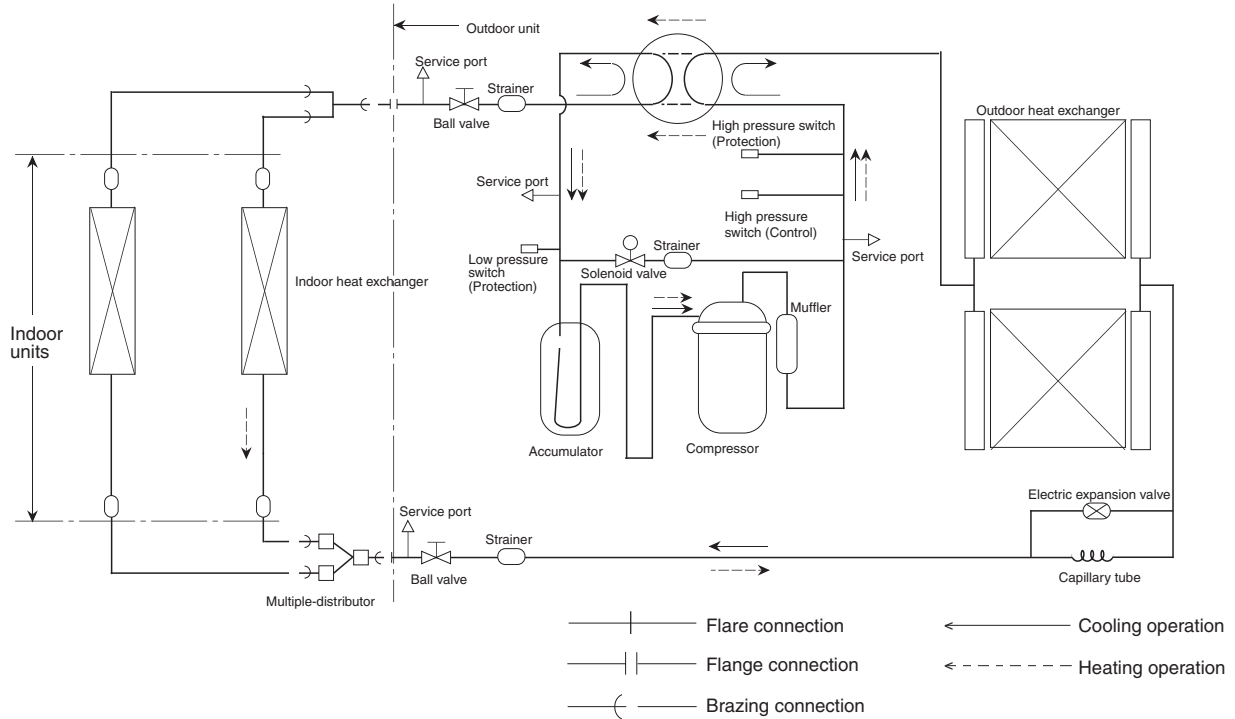 Outdoor unit
Service port
Strainer
Ball valve
High pressure switch
(Protection)
Outdoor heat exchanger
Service port
High pressure
switch (Control)
Low pressure
switch
(Protection)
Solenoid valve
Strainer
Service port
Indoor heat exchanger
Muffler
Indoor
units
Accumulator
Compressor
Electric expansion valve
Service port
Strainer
Ball valve
Capillary tube
Multiple-distributor
Flare connection
Cooling operation
Flange connection
Heating operation
Brazing connection